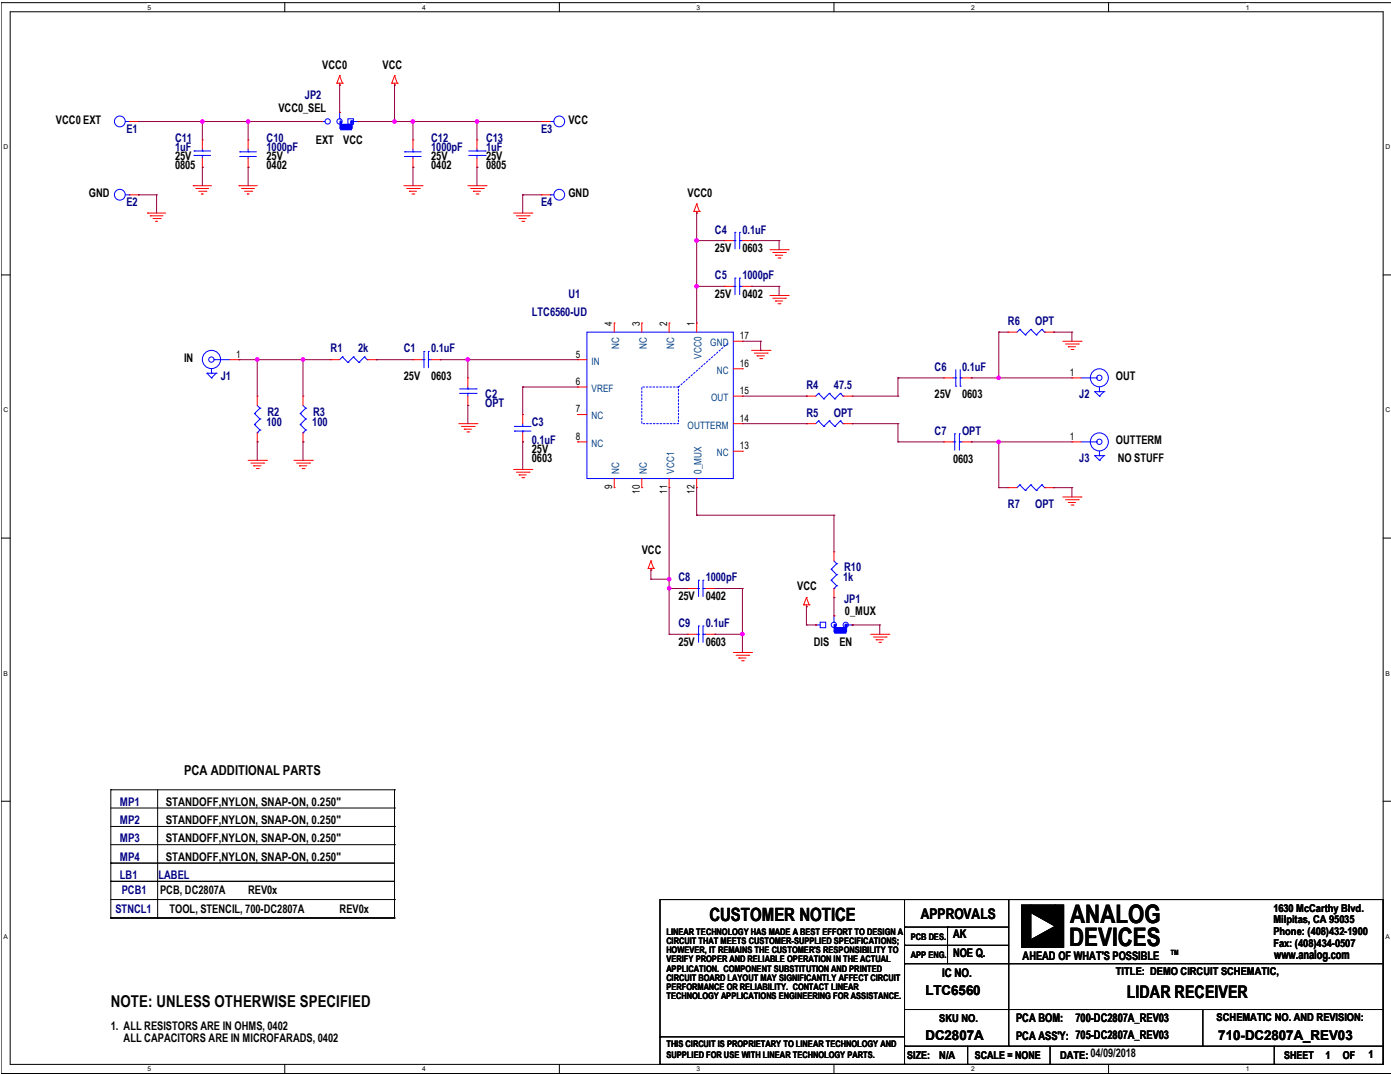 5 4 3 2 1
D
C
B
A
D
C
B
A
VCC0 VCC
JP2
VCC0_SEL
VCC0 EXT
E1
EXT VCC
E3
VCC
C11
1uF
25V
0805
C10
1000pF
25V
0402
C12
1000pF
25V
0402
C13
1uF
25V
0805
GND
E2
E4
GND
VCC0
C4 0.1uF
25V 0603
C5 1000pF
25V 0402
U1
LTC6560-UD
4 3 2 1
NC NC NC VCC0
GND 17
NC 16
OUT 15
OUTTERM 14
NC 13
5 IN
6 VREF
7 NC
8 NC
NC NC VCC1 0_MUX
9 10 11 12
IN
1
J1
R1 2k
C1 0.1uF
25V 0603
C2
OPT
R2
100
R3
100
C3
0.1uF
25V
0603
R4 47.5
R5 OPT
C6 0.1uF
25V 0603
R6 OPT
1
OUT
J2
C7 OPT
0603
1
OUTTERM
J3
NO STUFF
R7 OPT
VCC
C8 1000pF
25V 0402
C9 0.1uF
25V 0603
R10
1k
VCC
JP1
0_MUX
DIS EN
PCA ADDITIONAL PARTS
MP1 STANDOFF,NYLON, SNAP-ON, 0.250"
MP2 STANDOFF,NYLON, SNAP-ON, 0.250"
MP3 STANDOFF,NYLON, SNAP-ON, 0.250"
MP4 STANDOFF,NYLON, SNAP-ON, 0.250"
LB1 LABEL
PCB1 PCB, DC2807A REV0x
STNCL1 TOOL, STENCIL, 700-DC2807A REV0x
NOTE: UNLESS OTHERWISE SPECIFIED
1. ALL RESISTORS ARE IN OHMS, 0402
ALL CAPACITORS ARE IN MICROFARADS, 0402
CUSTOMER NOTICE
LINEAR TECHNOLOGY HAS MADE A BEST EFFORT TO DESIGN A
CIRCUIT THAT MEETS CUSTOMER-SUPPLIED SPECIFICATIONS;
HOWEVER, IT REMAINS THE CUSTOMER'S RESPONSIBILITY TO
VERIFY PROPER AND RELIABLE OPERATION IN THE ACTUAL
APPLICATION. COMPONENT SUBSTITUTION AND PRINTED
CIRCUIT BOARD LAYOUT MAY SIGNIFICANTLY AFFECT CIRCUIT
PERFORMANCE OR RELIABILITY. CONTACT LINEAR
TECHNOLOGY APPLICATIONS ENGINEERING FOR ASSISTANCE.
THIS CIRCUIT IS PROPRIETARY TO LINEAR TECHNOLOGY AND
SUPPLIED FOR USE WITH LINEAR TECHNOLOGY PARTS.
APPROVALS
PCB DES. AK
APP ENG. NOE Q.
IC NO.
LTC6560
SKU NO.
DC2807A
SIZE: N/A SCALE = NONE DATE: 04/09/2018 SHEET 1 OF 1
ANALOG
DEVICES
AHEAD OF WHAT'S POSSIBLE TM
1630 McCarthy Blvd.
Milpitas, CA 95035
Phone: (408)432-1900
Fax: (408)434-0507
www.analog.com
TITLE: DEMO CIRCUIT SCHEMATIC,
LIDAR RECEIVER
PCA BOM: 700-DC2807A_REV03
PCA ASS'Y: 705-DC2807A_REV03
SCHEMATIC NO. AND REVISION:
710-DC2807A_REV03
5 4 3 2 1